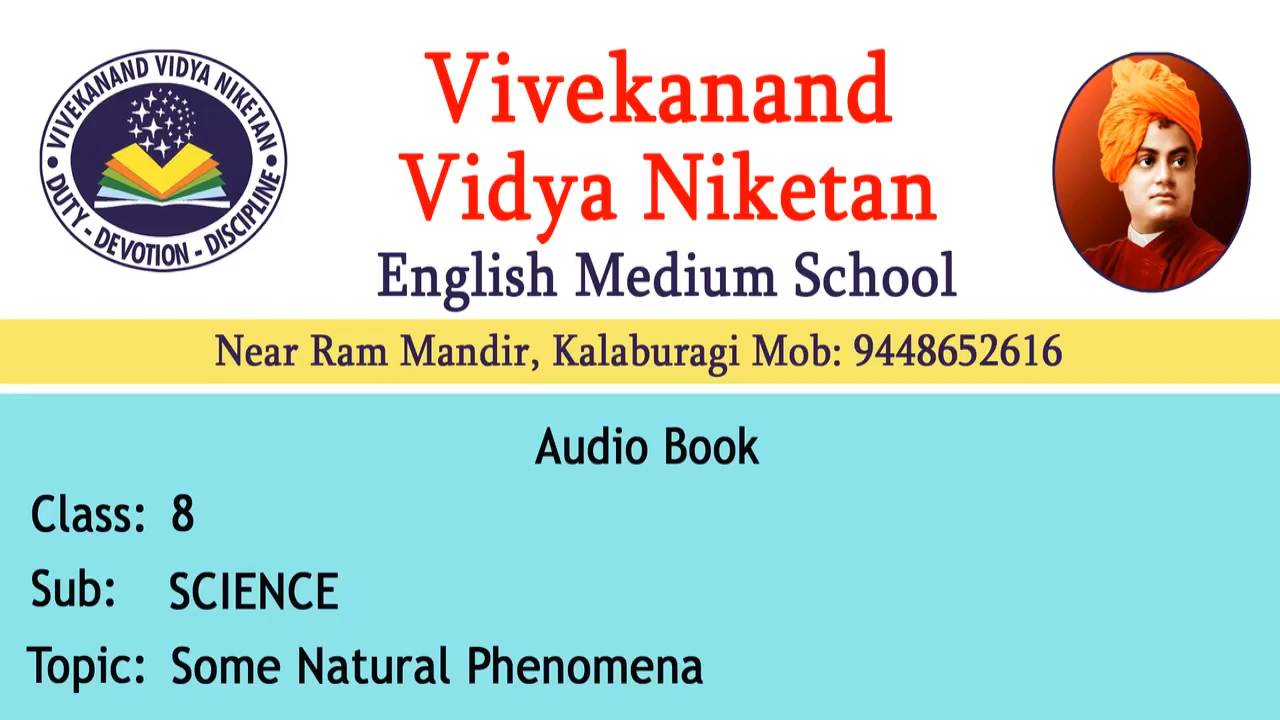 VIVEKANAND VIDYA NIKETAN
DUTY - DEVOTION - DISCIPLINE
Vivekanand
Vidya Niketan
English Medium School
Near Ram Mandir, Kalaburagi Mob: 9448652616
Audio Book
Class: 8
Sub: SCIENCE
Topic: Some Natural Phenomena